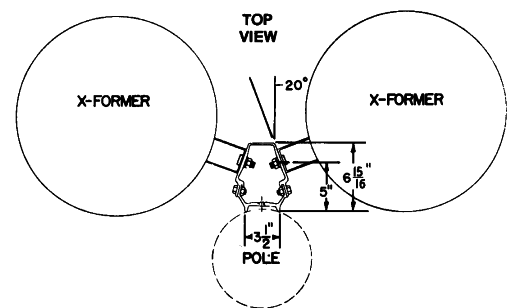 TOP
VIEW
20°
X-FORMER
X-FORMER
6 15/16"
5"
3 1/2"
POLE